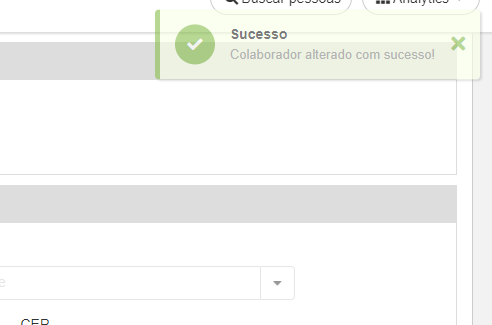 Buscar pessoas
Analytics
Sucesso
Colaborador alterado com sucesso!
e
CEP